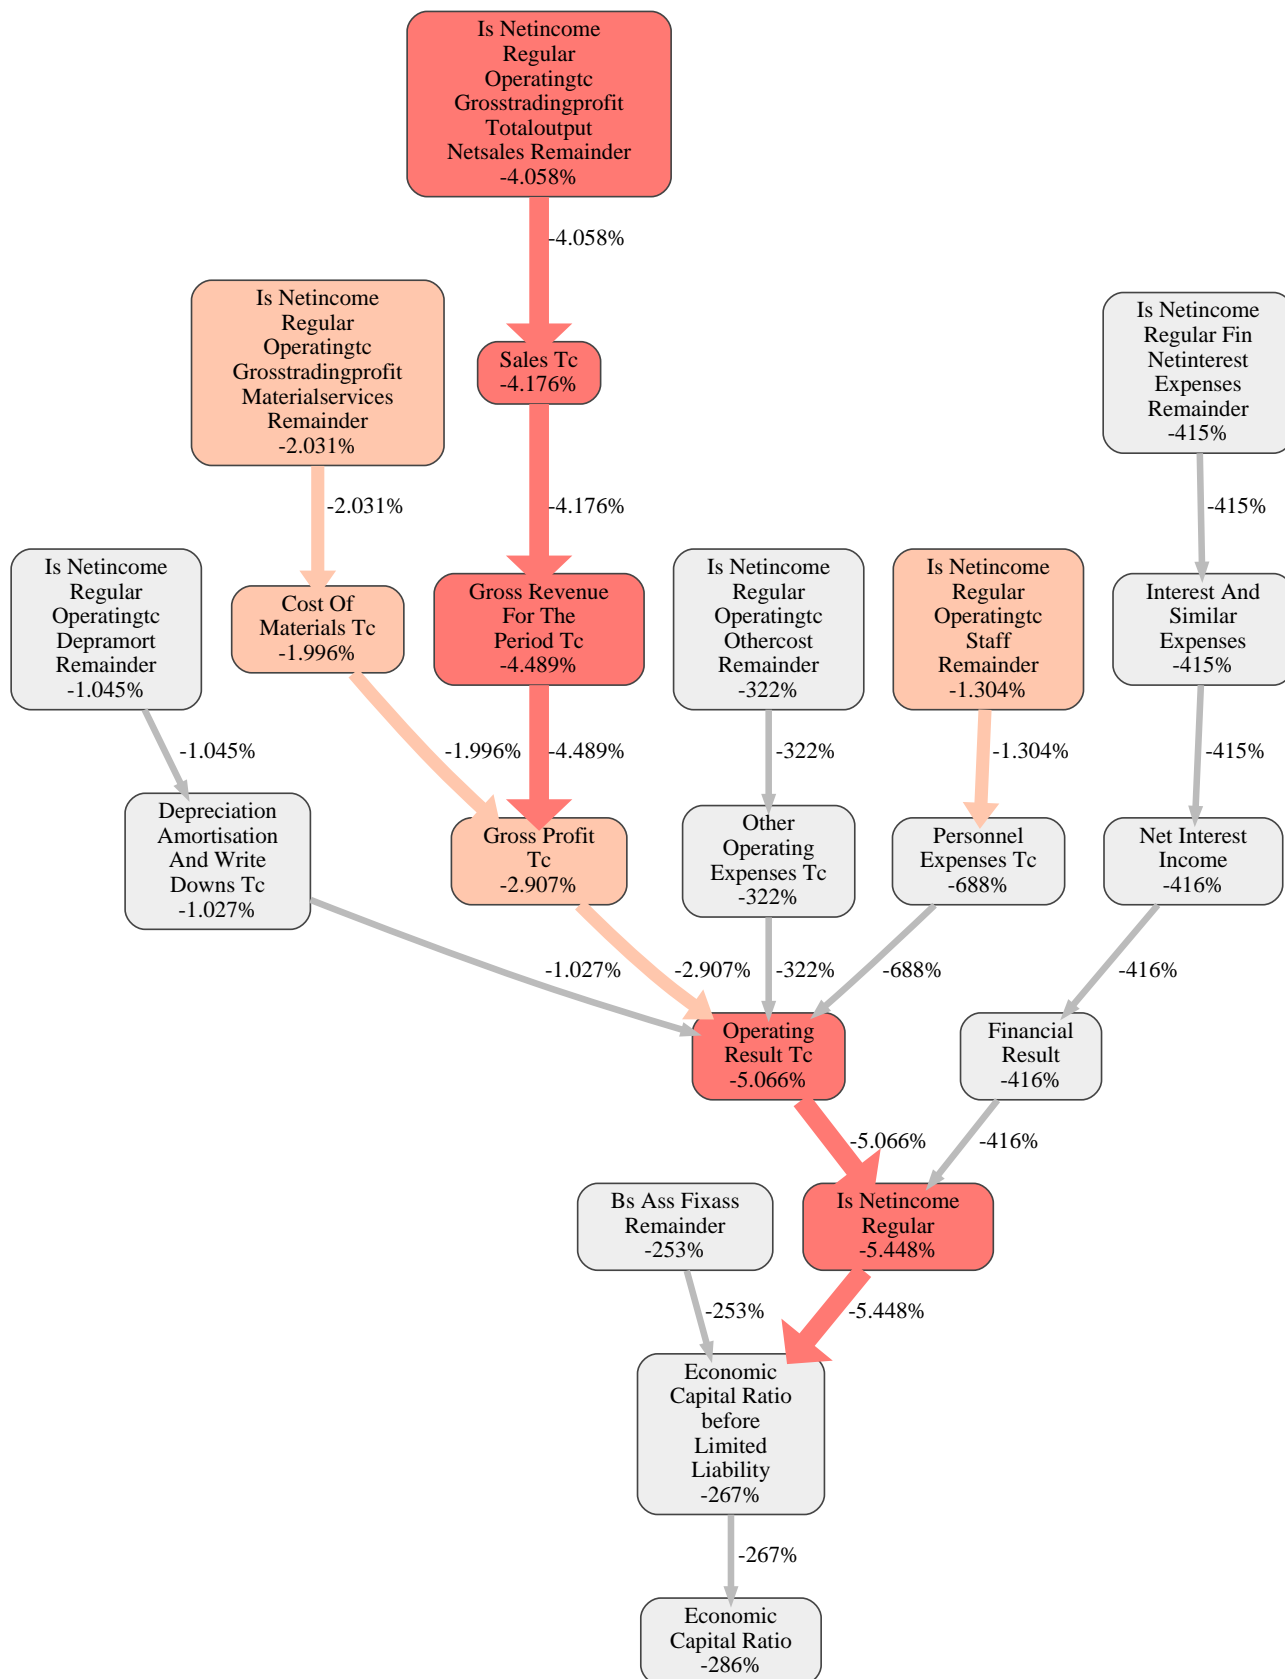 Is Netincome
Regular
Operatingtc
Grosstradingprofit
Totaloutput
Netsales Remainder
-4.058%
-4.058%
Is Netincome
Regular
Operatingtc
Grosstradingprofit
Materialservices
Remainder
-2.031%
Sales Tc
-4.176%
Is Netincome
Regular Fin
Netinterest
Expenses
Remainder
-415%
-2.031%
-4.176%
-415%
Is Netincome
Regular
Operatingtc
Depramort
Remainder
-1.045%
Cost Of
Materials Tc
-1.996%
Gross Revenue
For The
Period Tc
-4.489%
Is Netincome
Regular
Operatingtc
Othercost
Remainder
-322%
Is Netincome
Regular
Operatingtc
Staff
Remainder
-1.304%
Interest And
Similar
Expenses
-415%
-1.045%
-1.996%
-4.489%
-322%
-1.304%
-415%
Depreciation
Amortisation
And Write
Downs Tc
-1.027%
Gross Profit
Tc
-2.907%
Other
Operating
Expenses Tc
-322%
Personnel
Expenses Tc
-688%
Net Interest
Income
-416%
-1.027%
-2.907%
-322%
-688%
-416%
Operating
Result Tc
-5.066%
Financial
Result
-416%
-5.066%
-416%
Bs Ass Fixass
Remainder
-253%
Is Netincome
Regular
-5.448%
-253%
-5.448%
Economic
Capital Ratio
before
Limited
Liability
-267%
-267%
Economic
Capital Ratio
-286%